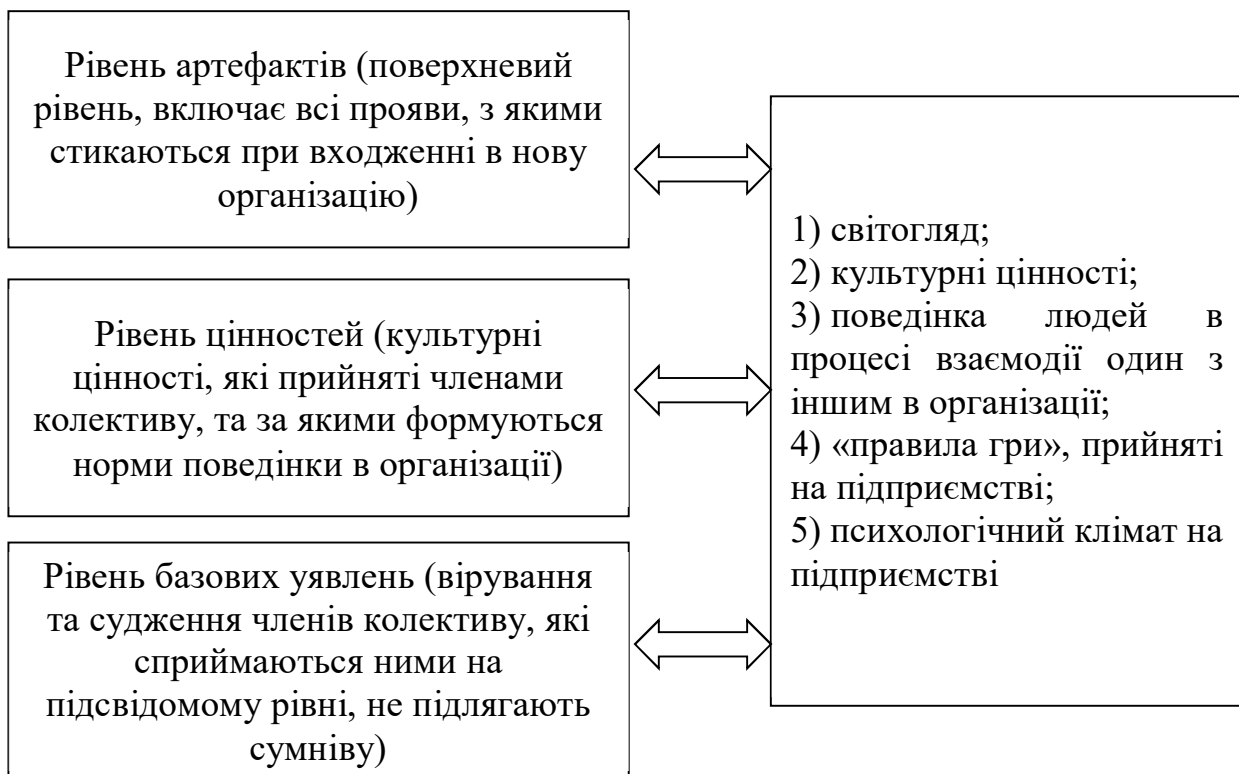 Рівень артефактів (поверхневий
рівень, включає всі прояви, з якими
стикаються при входженні в нову
організацію)
Рівень цінностей (культурні
цінності, які прийняті членами
колективу, та за якими формуються
норми поведінки в організації)
Рівень базових уявлень (вірування
та судження членів колективу, які
сприймаються ними на
підсвідомому рівні, не підлягають
сумніву)
1) світогляд;
2) культурні цінності;
3) поведінка людей в
процесі взаємодії один з
іншим в організації;
4) «правила гри», прийняті
на підприємстві;
5) психологічний клімат на
підприємстві